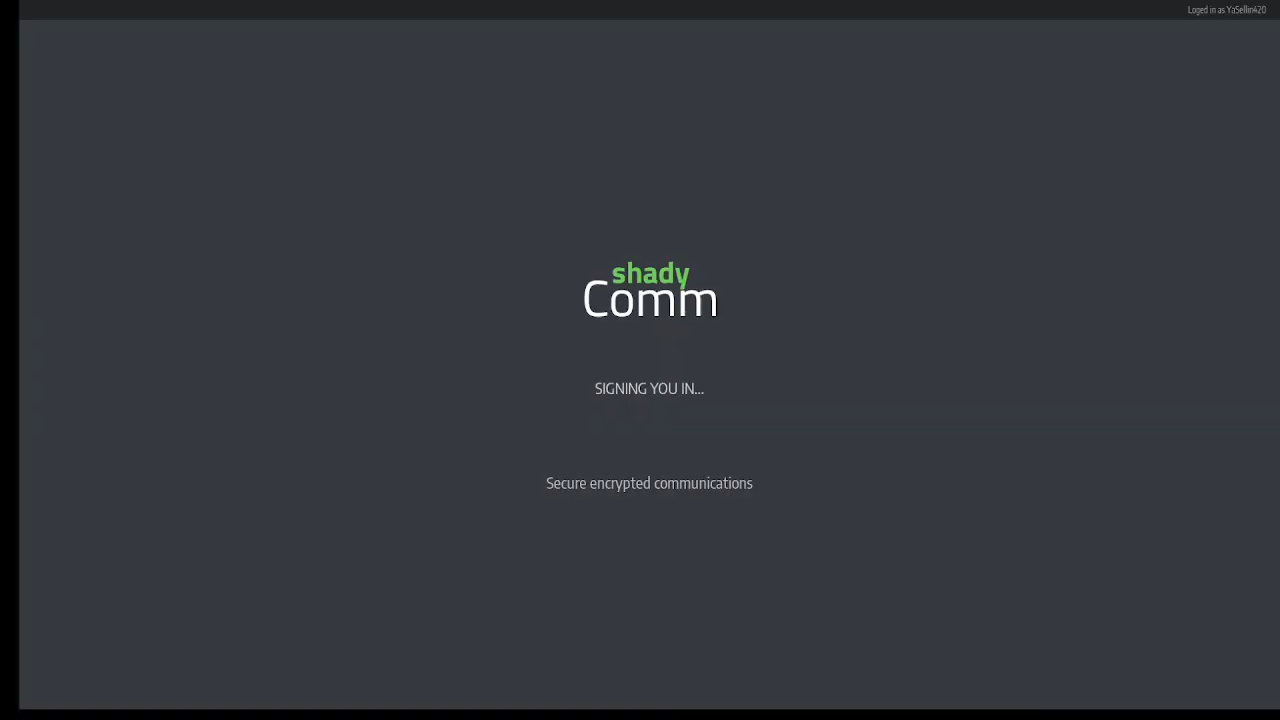 Loged in as YaSellin420
shady
Comm
SIGNING YOU IN...
Secure encrypted communications